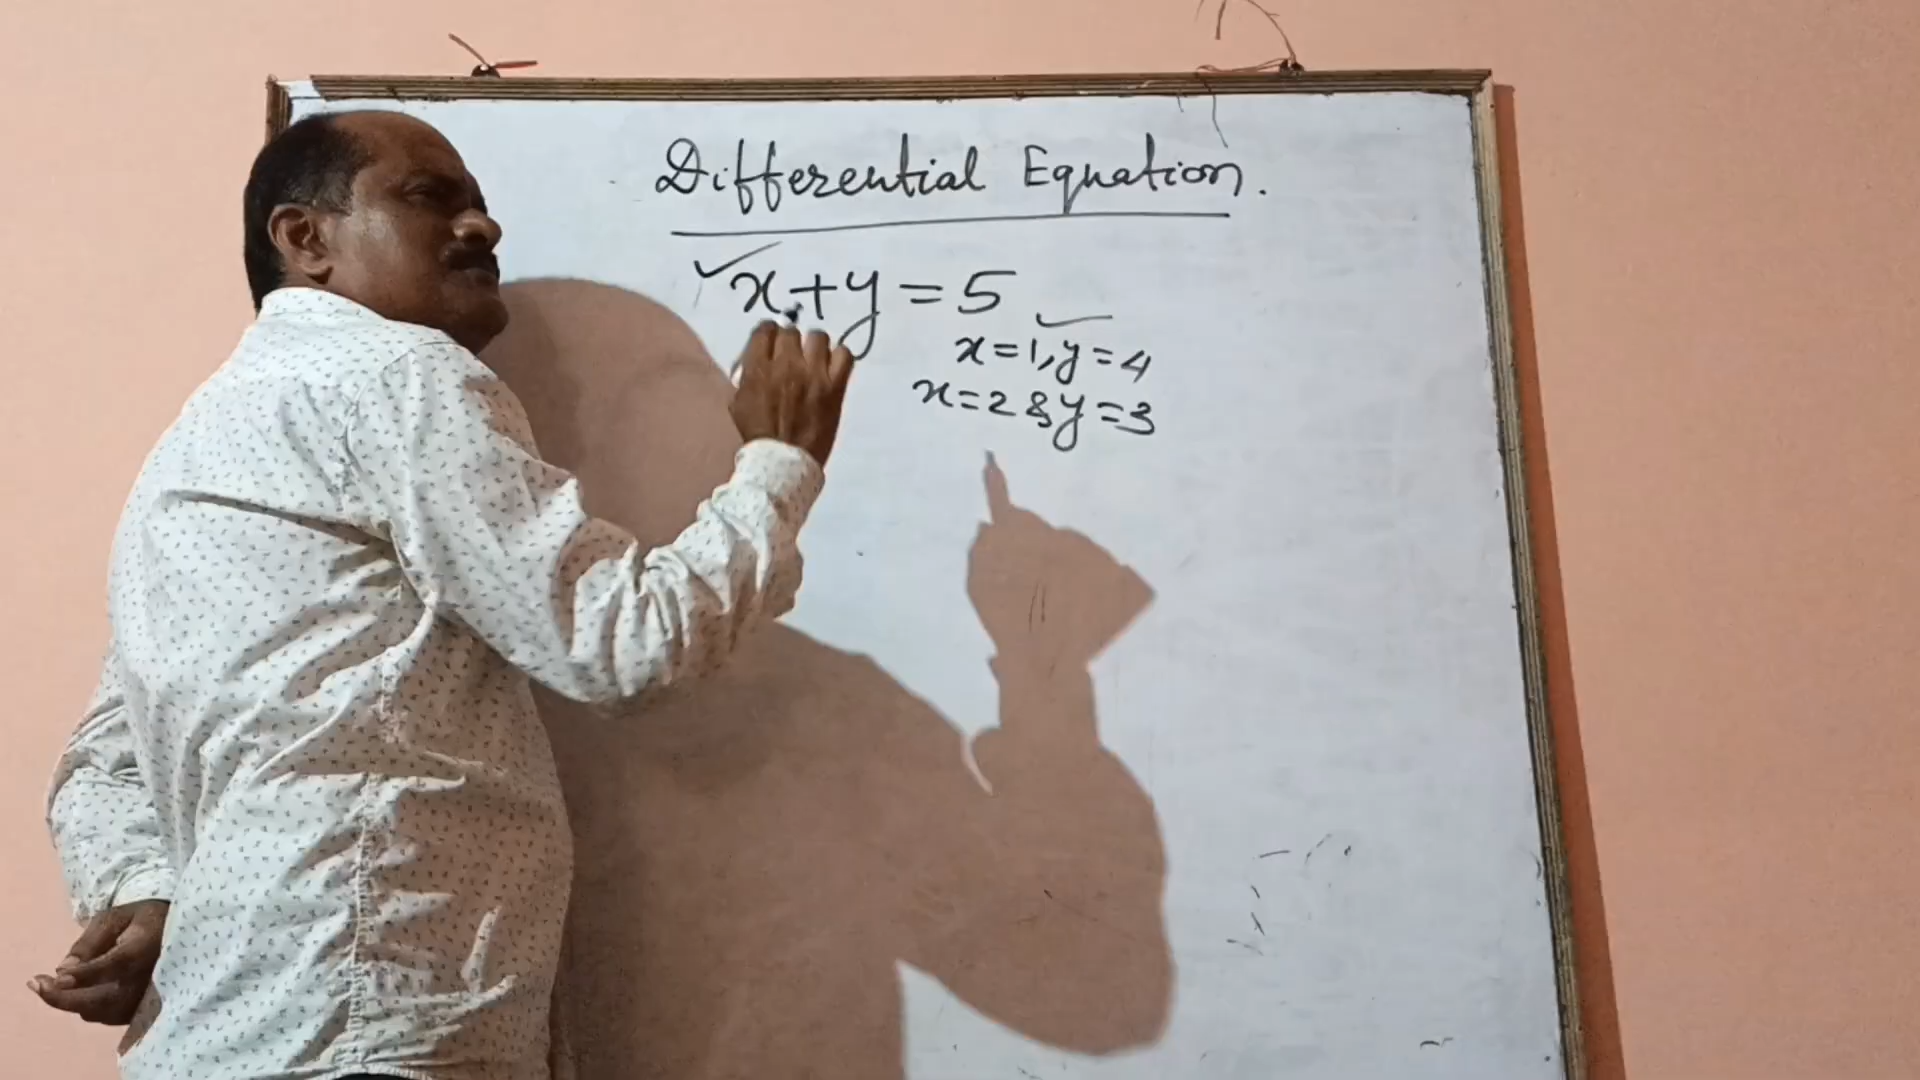 Differential Equation.
x+y=5
x=1, y=4
x=2 & y=3